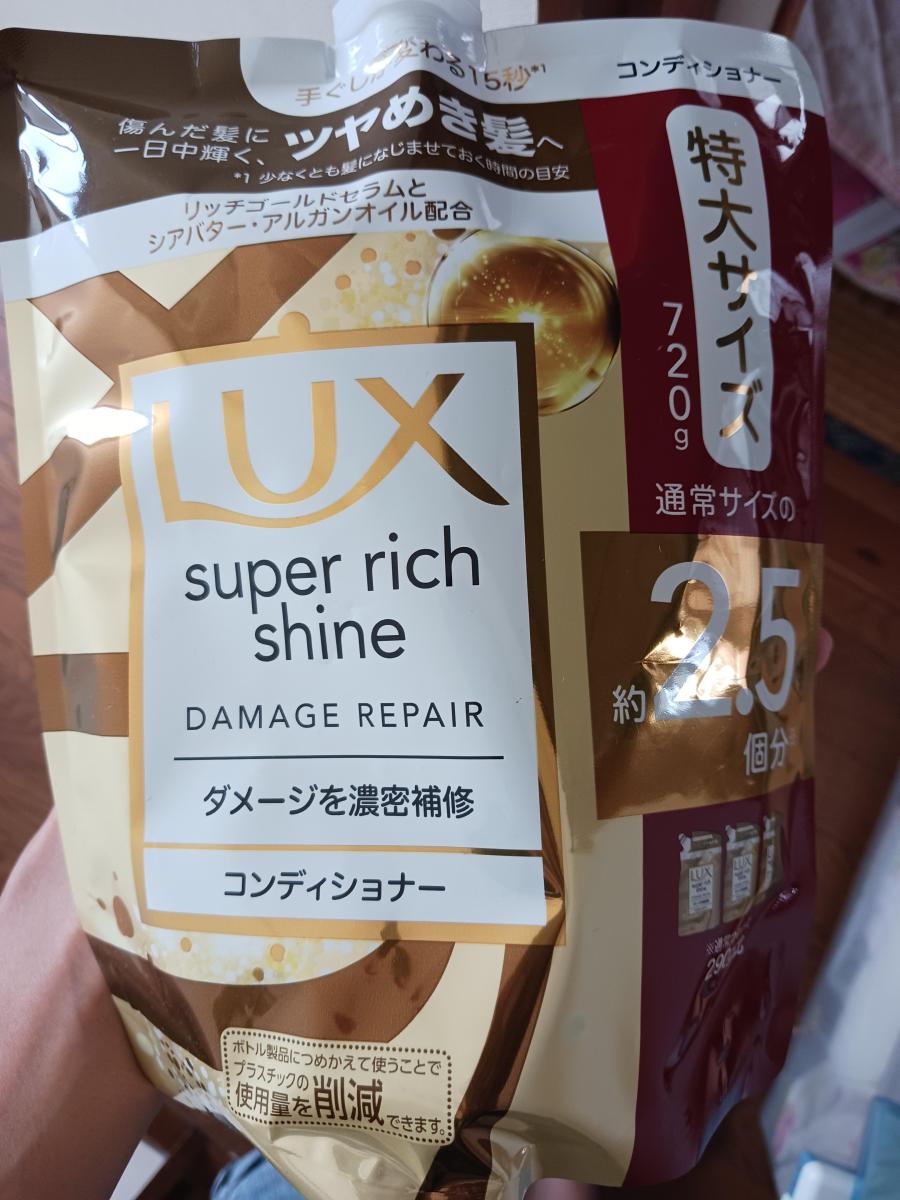 手ぐしが変わる15秒*1
傷んだ髪に
一日中輝く、
ツヤめき髪へ
*1 少なくとも髪になじませておく時間の目安
リッチゴールドセラムと
シアバター・アルガンオイル配合
コンディショナー
特大サイズ
720g
通常サイズの
約2.5
個分
LUX
super rich
shine
DAMAGE REPAIR
ダメージを濃密補修
コンディショナー
LUX
super rich
shine
LUX
ボトル製品につめかえて使うことで
プラスチックの
使用量を削減できます。